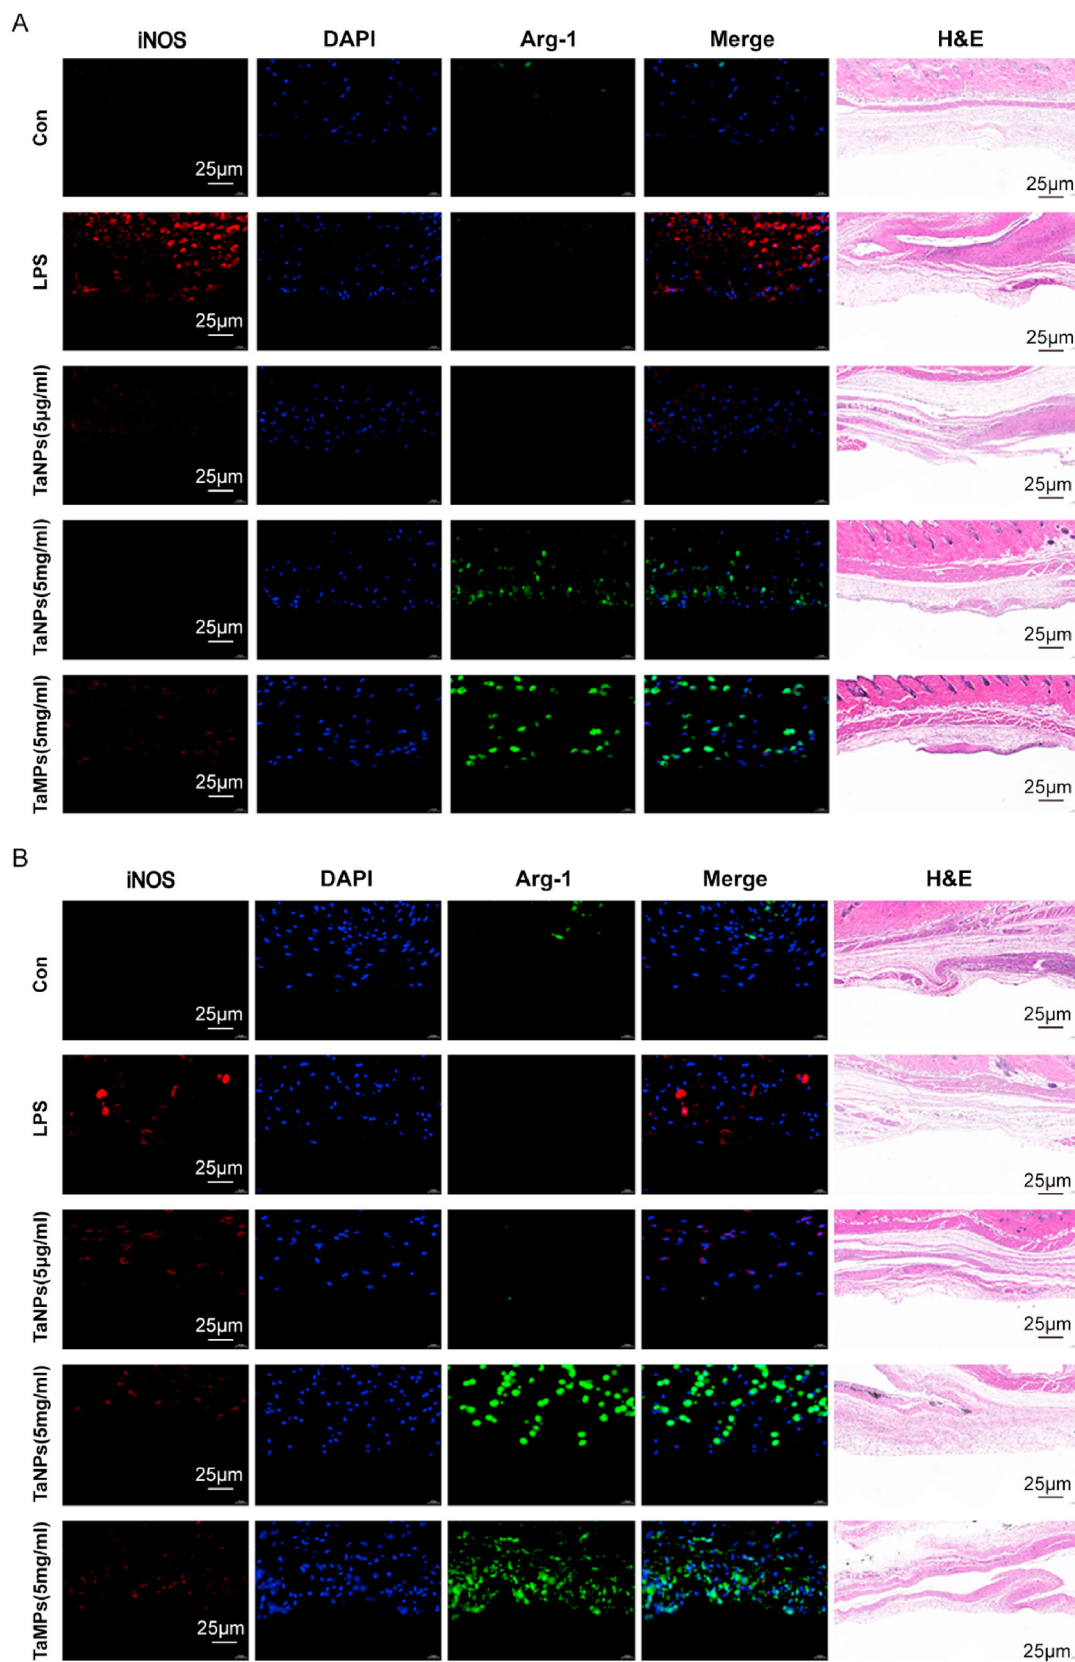 A
iNOS DAPI Arg-1 Merge H&E
Con 25µm 25µm
LPS 25µm 25µm
TaNPs(5µg/ml) 25µm 25µm
TaNPs(5mg/ml) 25µm 25µm
TaMPs(5mg/ml) 25µm 25µm
B
iNOS DAPI Arg-1 Merge H&E
Con 25µm 25µm
LPS 25µm 25µm
TaNPs(5µg/ml) 25µm 25µm
TaNPs(5mg/ml) 25µm 25µm
TaMPs(5mg/ml) 25µm 25µm